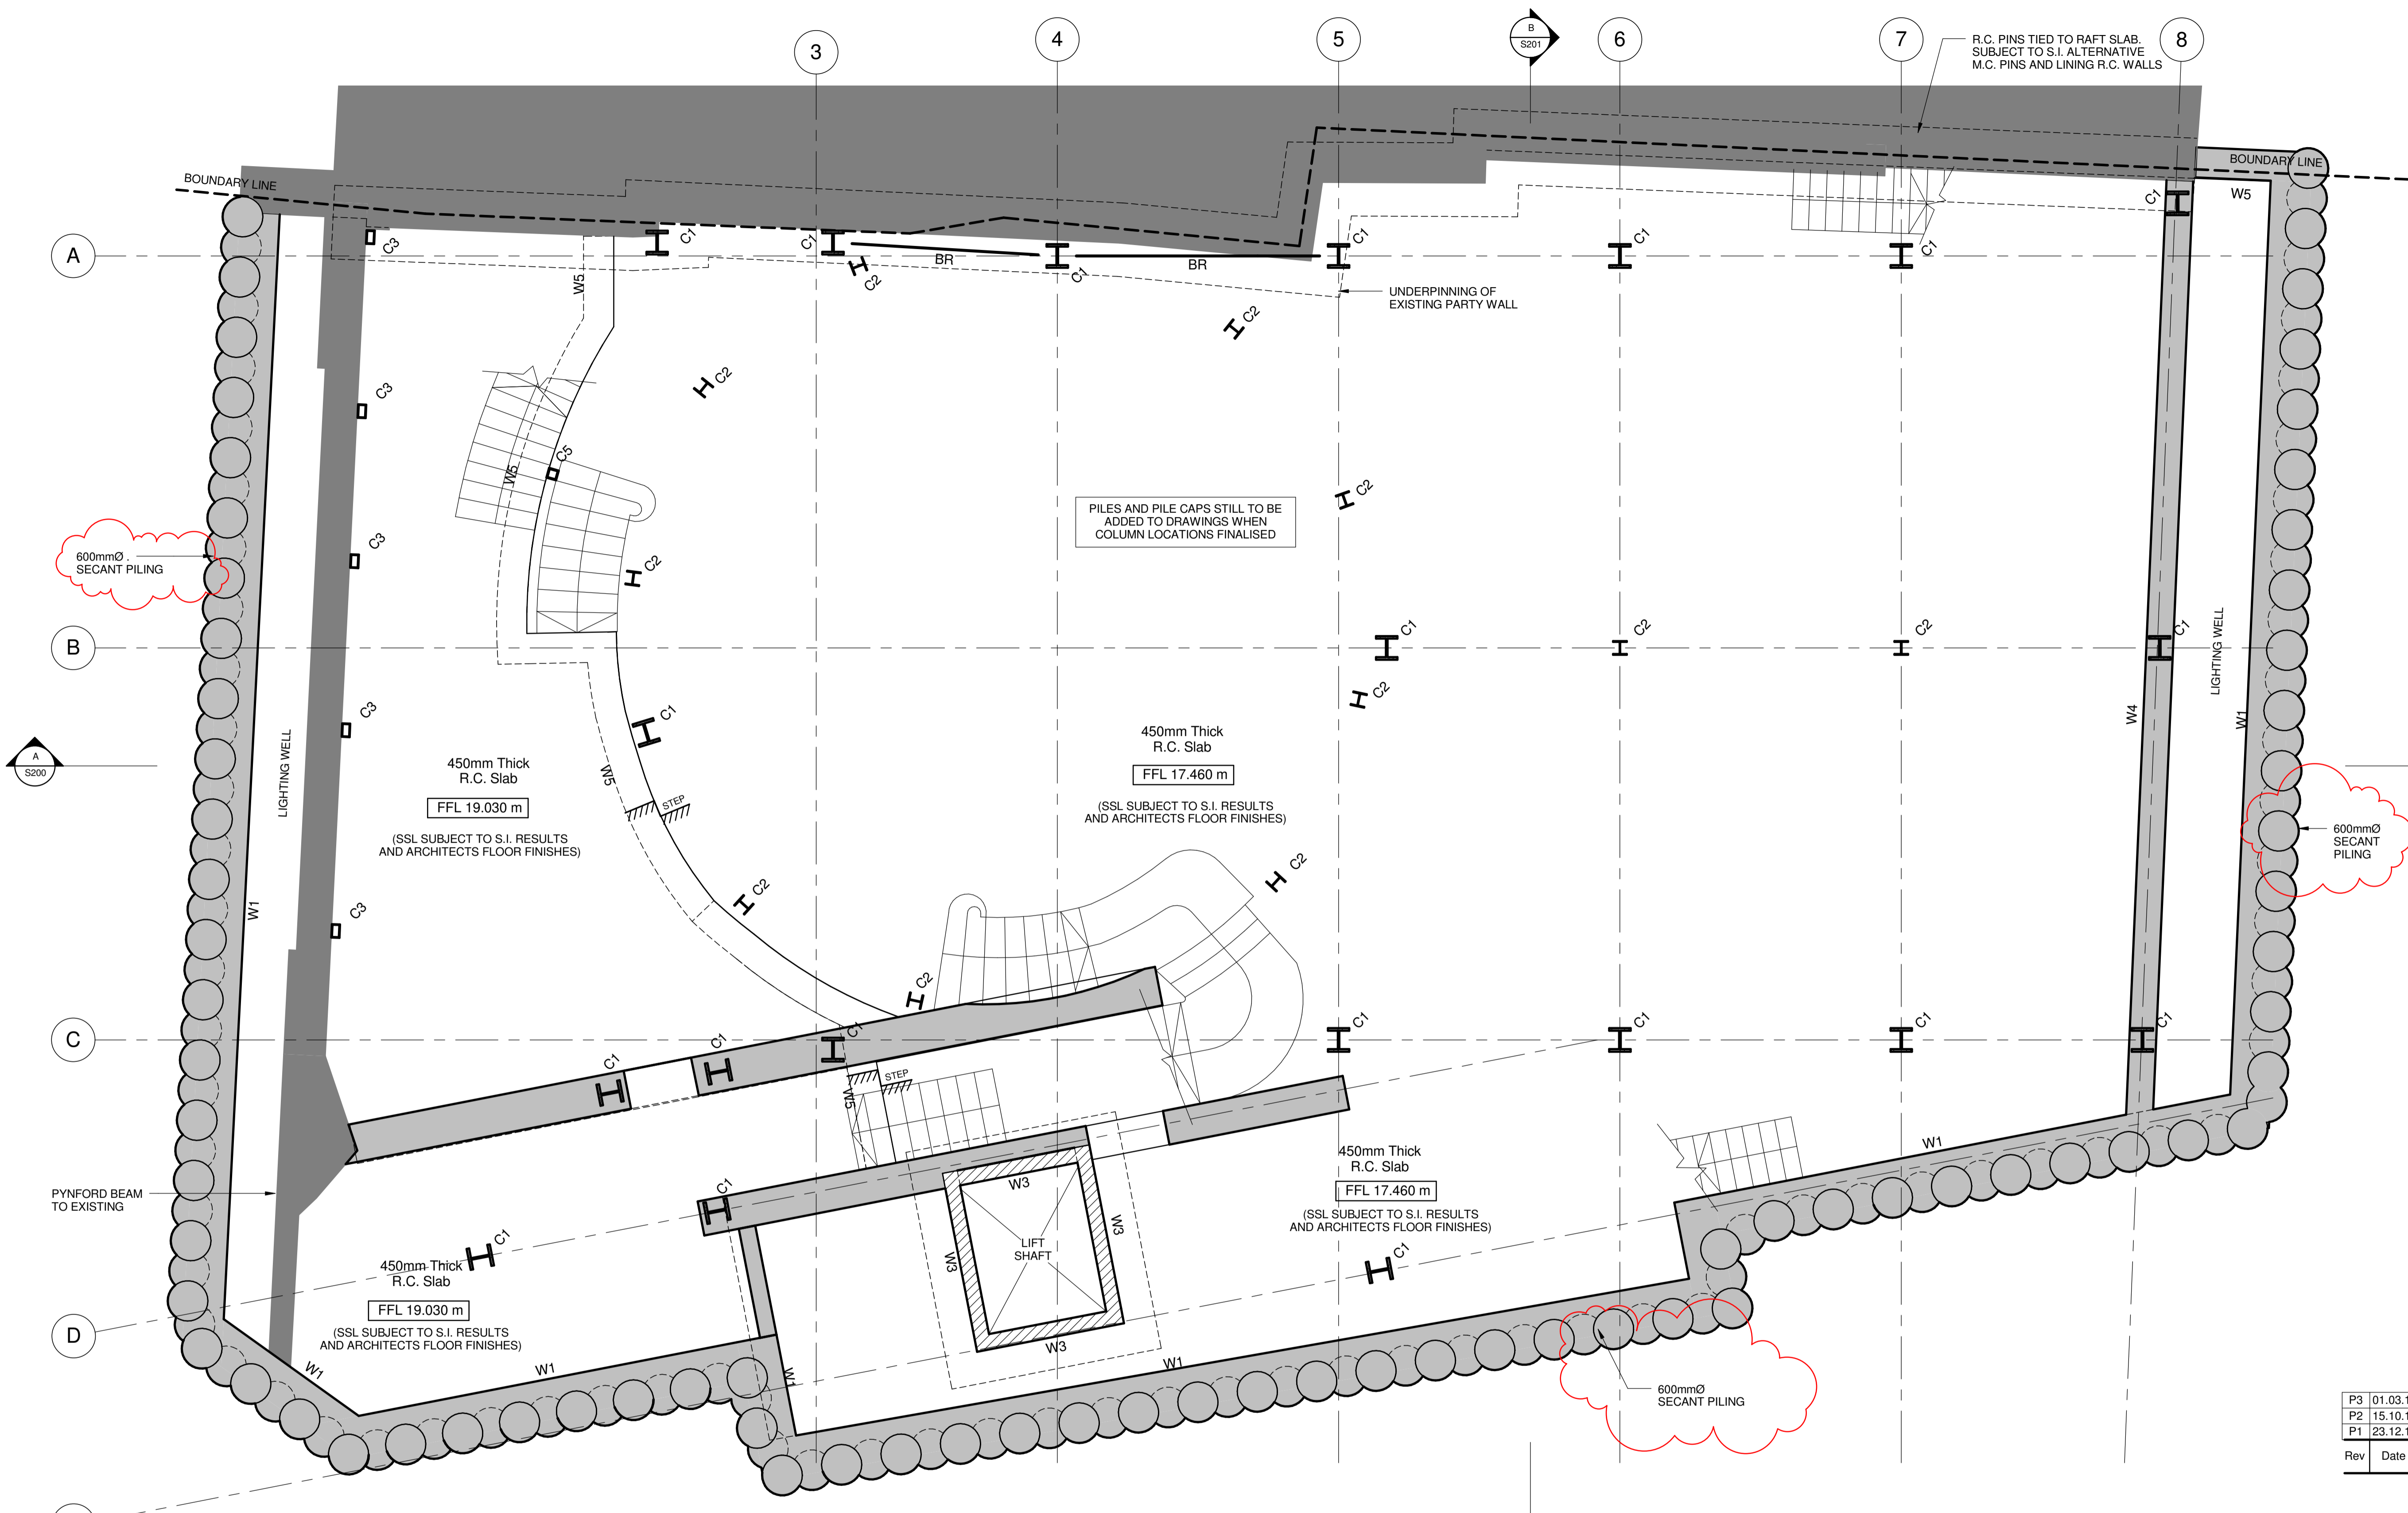 3
4
5
B
S201
6
7
8
R.C. PINS TIED TO RAFT SLAB.
SUBJECT TO S.I. ALTERNATIVE
M.C. PINS AND LINING R.C. WALLS
BOUNDARY LINE
BOUNDARY LINE
W5
C1
A
C3
C1
C1
C2
BR
C1
BR
C1
C1
C1
W5
UNDERPINNING OF
EXISTING PARTY WALL
C2
C2
C3
C5
W5
C2
PILES AND PILE CAPS STILL TO BE
ADDED TO DRAWINGS WHEN
COLUMN LOCATIONS FINALISED
600mmØ .
SECANT PILING
C3
C2
B
C1
C2
C2
C1
LIGHTING WELL
C2
C3
C1
W4
W1
A
S200
LIGHTING WELL
450mm Thick
R.C. Slab
FFL 19.030 m
(SSL SUBJECT TO S.I. RESULTS
AND ARCHITECTS FLOOR FINISHES)
W5
STEP
450mm Thick
R.C. Slab
FFL 17.460 m
(SSL SUBJECT TO S.I. RESULTS
AND ARCHITECTS FLOOR FINISHES)
600mmØ
SECANT
PILING
W1
C3
C2
C2
C2
C
C1
C1
C1
C1
C1
C1
C1
STEP
W5
W1
PYNFORD BEAM
TO EXISTING
C1
W3
W3
W3
W3
LIFT
SHAFT
450mm Thick
R.C. Slab
FFL 17.460 m
(SSL SUBJECT TO S.I. RESULTS
AND ARCHITECTS FLOOR FINISHES)
C1
C1
450mm Thick
R.C. Slab
FFL 19.030 m
(SSL SUBJECT TO S.I. RESULTS
AND ARCHITECTS FLOOR FINISHES)
D
W1
W1
W1
W1
600mmØ
SECANT PILING
P3 01.03.1
P2 15.10.1
P1 23.12.1
Rev Date